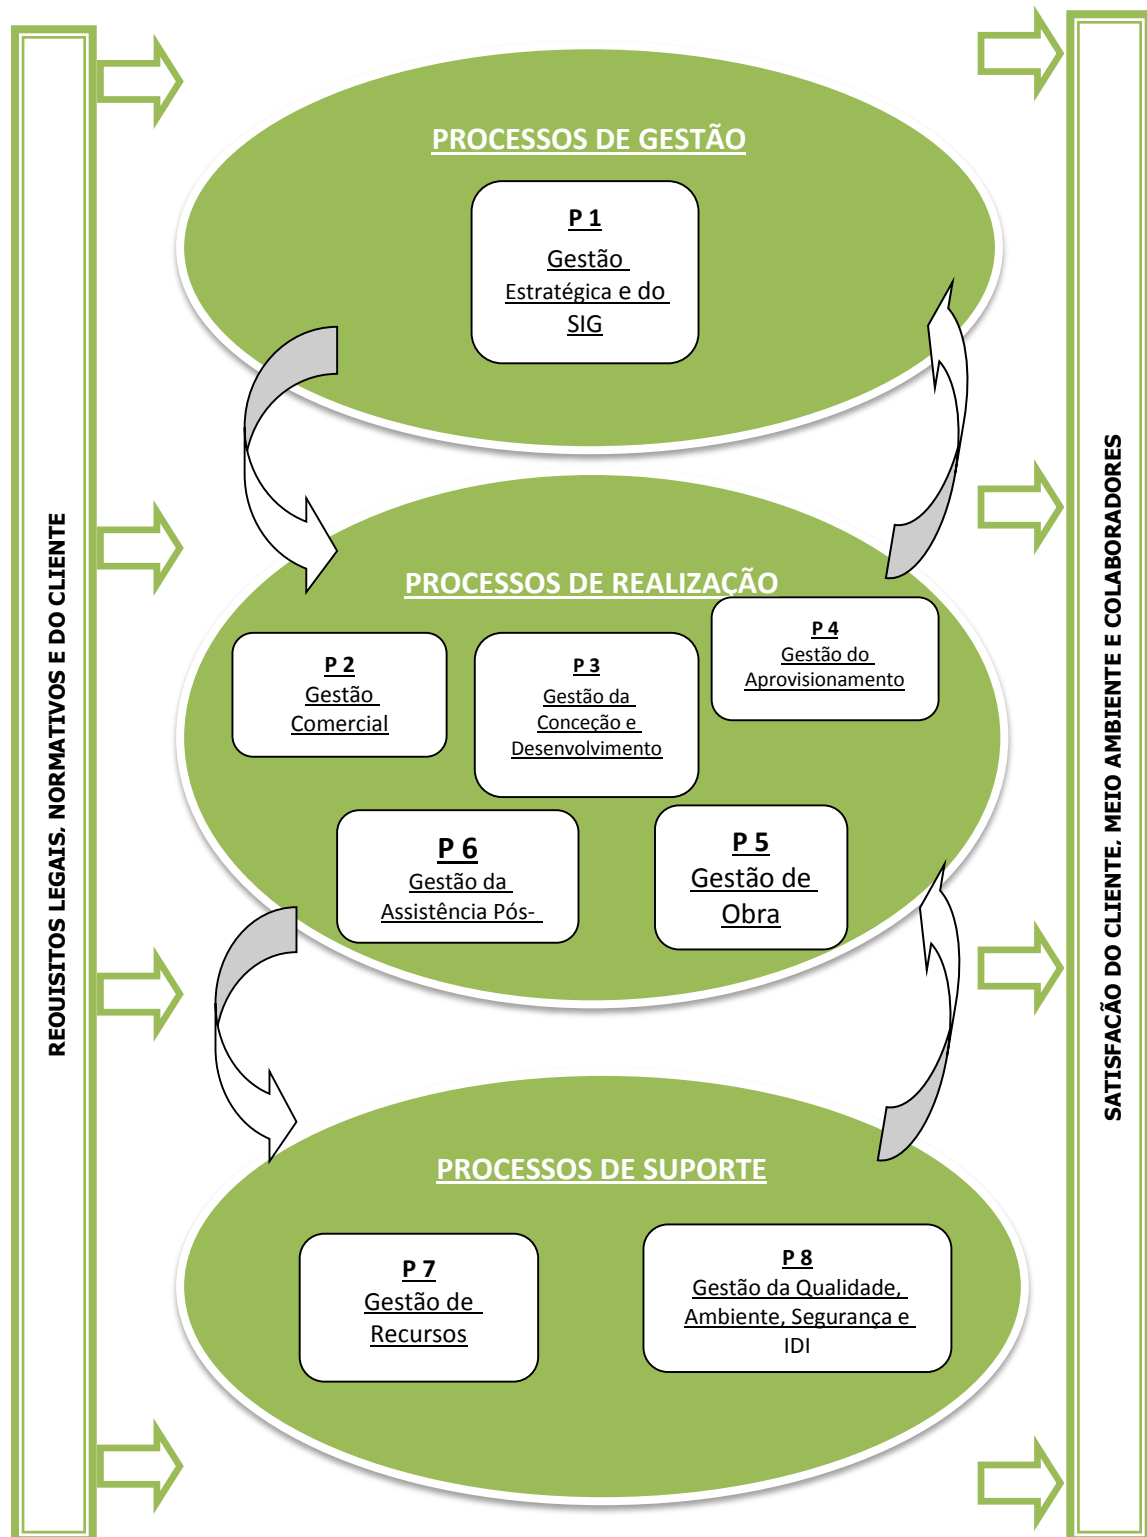 REQUISITOS LEGAIS, NORMATIVOS E DO CLIENTE
PROCESSOS DE GESTÃO
P 1
Gestão
Estratégica e do
SIG
PROCESSOS DE REALIZAÇÃO
P 2
Gestão
Comercial
P 3
Gestão da
Conceção e
Desenvolvimento
P 4
Gestão do
Aprovisionamento
P 6
Gestão da
Assistência Pós-
P 5
Gestão de
Obra
PROCESSOS DE SUPORTE
P 7
Gestão de
Recursos
P 8
Gestão da Qualidade,
Ambiente, Segurança e
IDI
SATISFAÇÃO DO CLIENTE, MEIO AMBIENTE E COLABORADORES